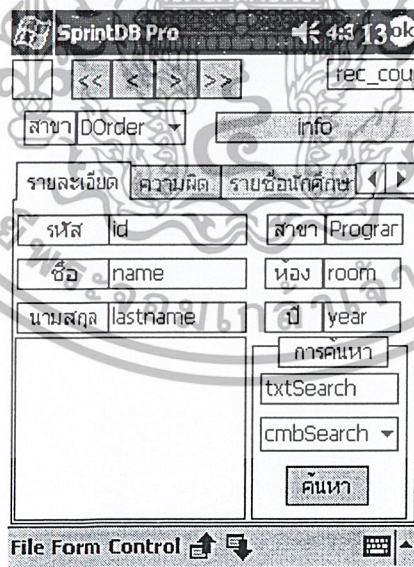 SprintDB Pro 4:3 13 ok
<< < > >> rec_cou
สาขา DOrder info
รายละเอียด ความผิด รายชื่อนักศึกษา
รหัส id สาขา Prograr
ชื่อ name ห้อง room
นามสกุล lastname ปี year
การค้นหา
txtSearch
cmbSearch
ค้นหา
File Form Control